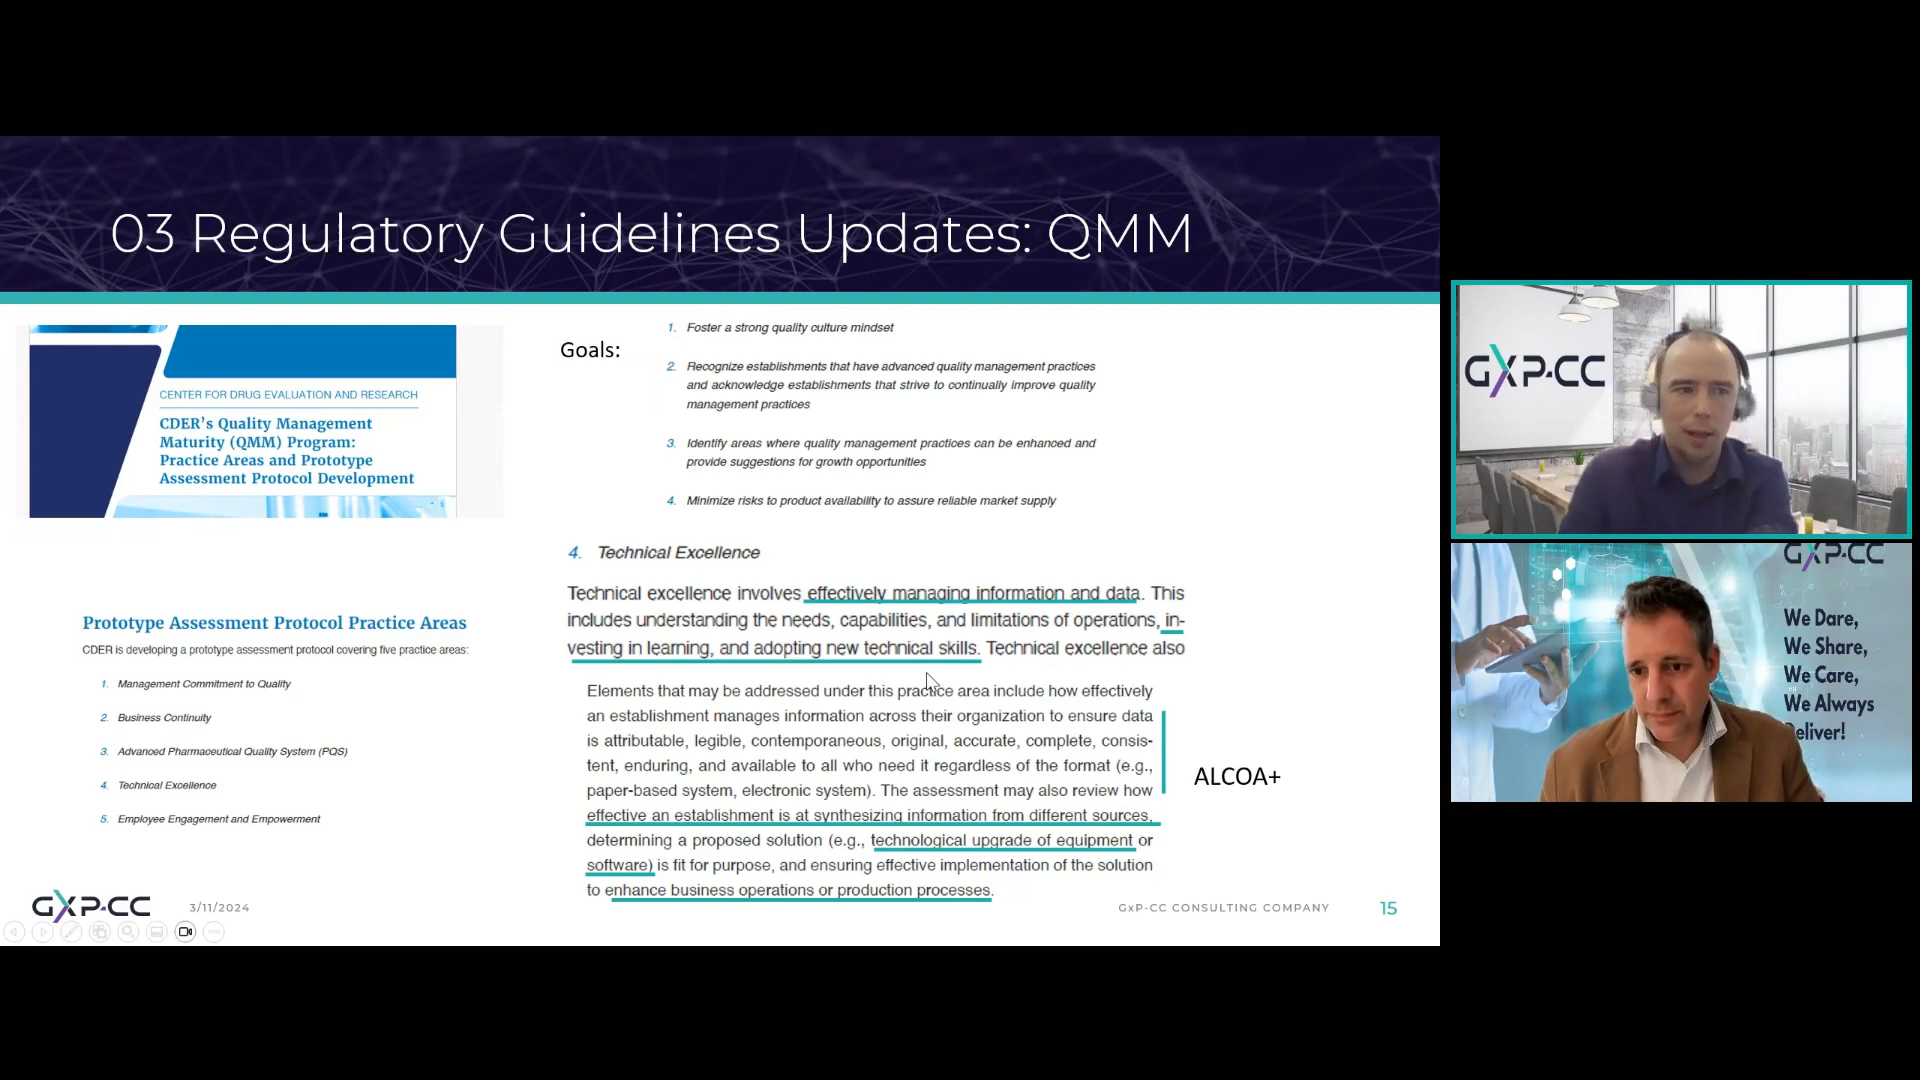 03 Regulatory Guidelines Updates: QMM
CENTER FOR DRUG EVALUATION AND RESEARCH
CDER's Quality Management
Maturity (QMM) Program:
Practice Areas and Prototype
Assessment Protocol Development
Prototype Assessment Protocol Practice Areas
CDER is developing a prototype assessment protocol covering five practice areas:
1. Management Commitment to Quality
2. Business Continuity
3. Advanced Pharmaceutical Quality System (PQS)
4. Technical Excellence
5. Employee Engagement and Empowerment
Goals:
1. Foster a strong quality culture mindset
2. Recognize establishments that have advanced quality management practices
and acknowledge establishments that strive to continually improve quality
management practices
3. Identify areas where quality management practices can be enhanced and
provide suggestions for growth opportunities
4. Minimize risks to product availability to assure reliable market supply
4. Technical Excellence
Technical excellence involves effectively managing information and data. This
includes understanding the needs, capabilities, and limitations of operations, in-
vesting in learning, and adopting new technical skills. Technical excellence also
Elements that may be addressed under this practice area include how effectively
an establishment manages information across their organization to ensure data
is attributable, legible, contemporaneous, original, accurate, complete, consis-
tent, enduring, and available to all who need it regardless of the format (e.g.,
paper-based system, electronic system). The assessment may also review how
effective an establishment is at synthesizing information from different sources,
determining a proposed solution (e.g., technological upgrade of equipment or
software) is fit for purpose, and ensuring effective implementation of the solution
to enhance business operations or production processes.
ALCOA+
GXP-CC
3/11/2024
GxP-CC CONSULTING COMPANY
15
GXP-CC
GXP-CC
We Dare,
We Share,
We Care,
We Always
eliver!